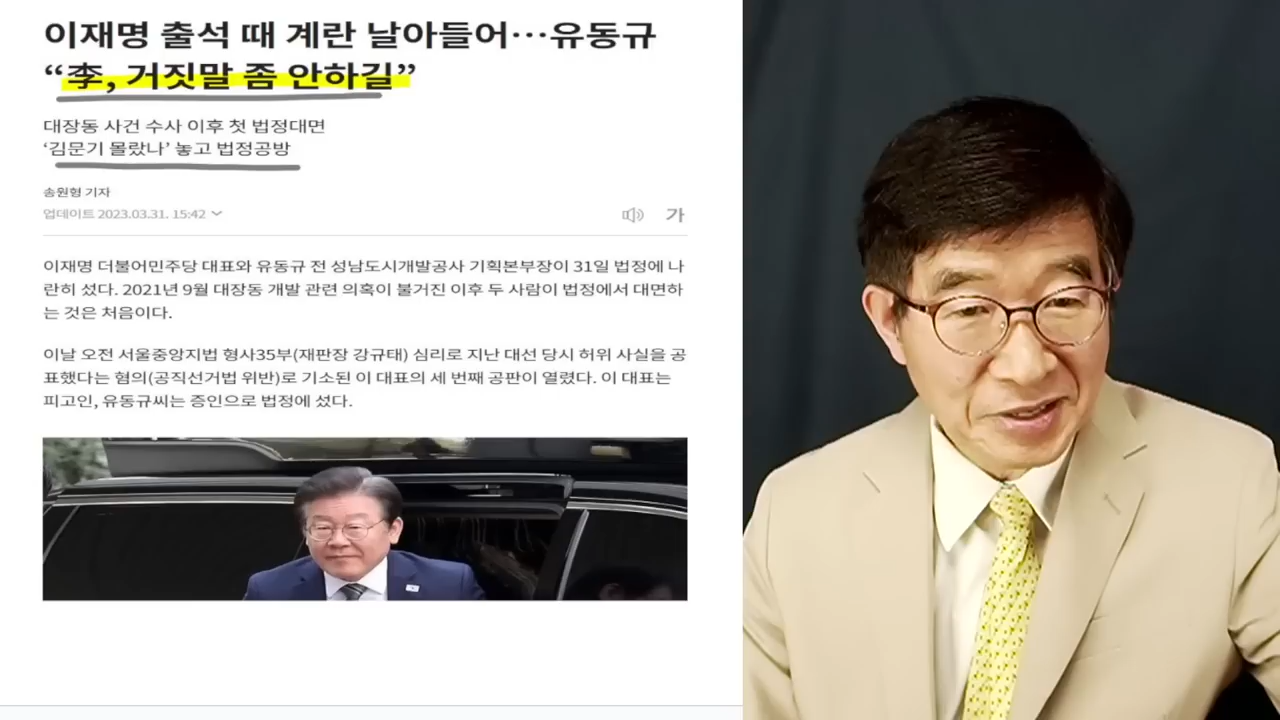 이재명 출석 때 계란 날아들어…유동규
“李, 거짓말 좀 안하길”
대장동 사건 수사 이후 첫 법정대면
‘김문기 몰랐나’ 놓고 법정공방
송원형 기자
업데이트 2023.03.31. 15:42
가
이재명 더불어민주당 대표와 유동규 전 성남도시개발공사 기획본부장이 31일 법정에 나
란히 섰다. 2021년 9월 대장동 개발 관련 의혹이 불거진 이후 두 사람이 법정에서 대면하
는 것은 처음이다.
이날 오전 서울중앙지법 형사35부(재판장 강규태) 심리로 지난 대선 당시 허위 사실을 공
표했다는 혐의(공직선거법 위반)로 기소된 이 대표의 세 번째 공판이 열렸다. 이 대표는
피고인, 유동규씨는 증인으로 법정에 섰다.